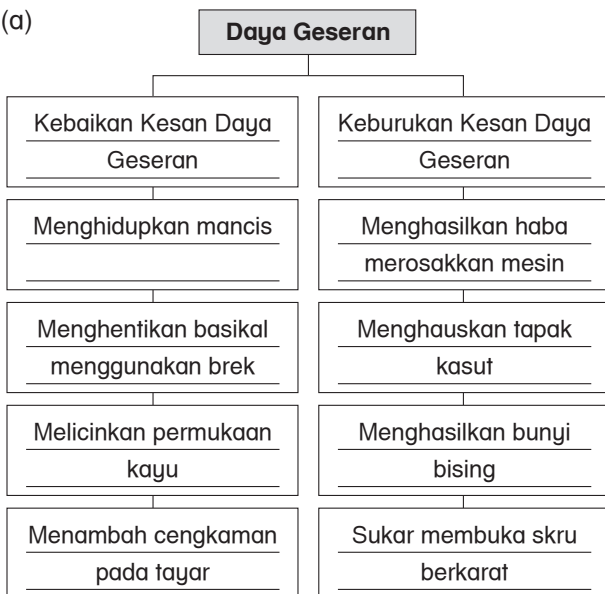 (a)
Daya Geseran
Kebaikan Kesan Daya
Geseran
Menghidupkan mancis
Menghentikan basikal
menggunakan brek
Melicinkan permukaan
kayu
Menambah cengkaman
pada tayar
Keburukan Kesan Daya
Geseran
Menghasilkan haba
merosakkan mesin
Menghauskan tapak
kasut
Menghasilkan bunyi
bising
Sukar membuka skru
berkarat